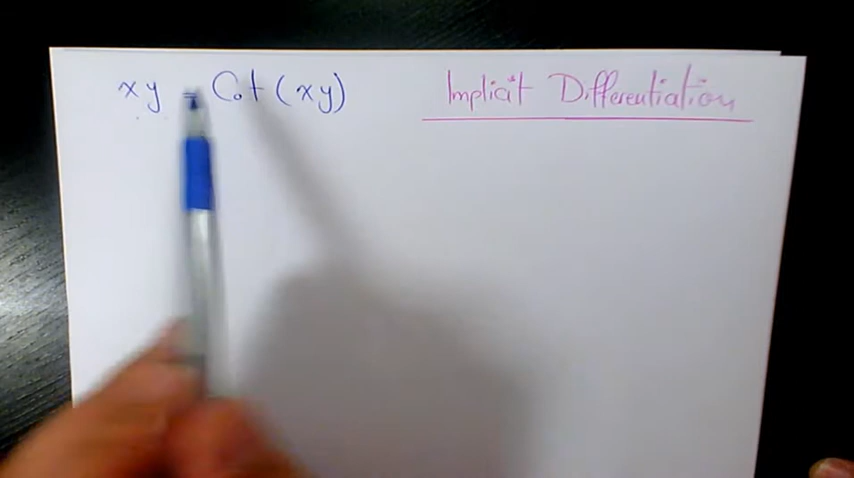 xy = Cot (xy)
Implicit Differentiation